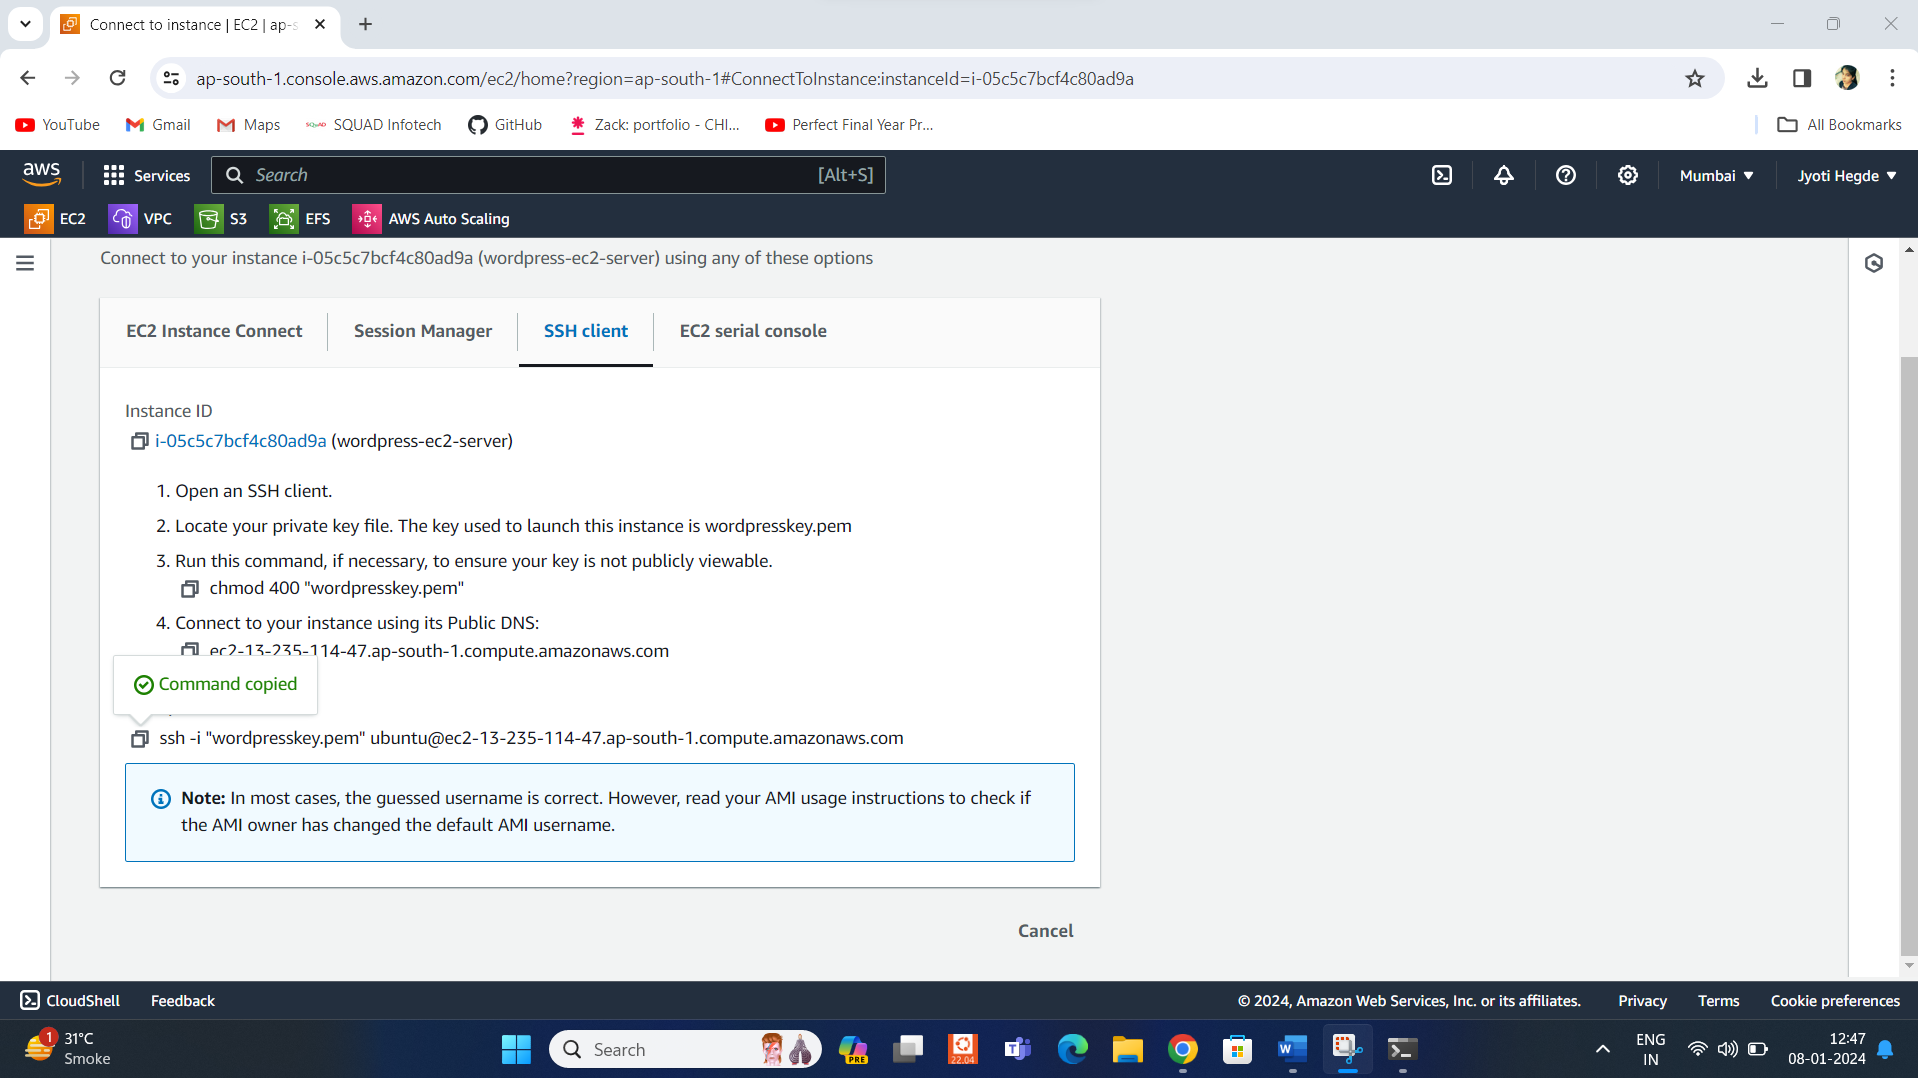 Connect to instance | EC2 | ap-s
ap-south-1.console.aws.amazon.com/ec2/home?region=ap-south-1#ConnectToInstance:instanceId=i-05c5c7bcf4c80ad9a
YouTube Gmail Maps SQUAD Infotech GitHub Zack: portfolio - CHI... Perfect Final Year Pr... All Bookmarks
aws Services Search [Alt+S] Mumbai Jyoti Hegde
EC2 VPC S3 EFS AWS Auto Scaling
Connect to your instance i-05c5c7bcf4c80ad9a (wordpress-ec2-server) using any of these options
EC2 Instance Connect Session Manager SSH client EC2 serial console
Instance ID
i-05c5c7bcf4c80ad9a (wordpress-ec2-server)
1. Open an SSH client.
2. Locate your private key file. The key used to launch this instance is wordpresskey.pem
3. Run this command, if necessary, to ensure your key is not publicly viewable.
chmod 400 "wordpresskey.pem"
4. Connect to your instance using its Public DNS:
ec2-13-235-114-47.ap-south-1.compute.amazonaws.com
Command copied
ssh -i "wordpresskey.pem" ubuntu@ec2-13-235-114-47.ap-south-1.compute.amazonaws.com
Note: In most cases, the guessed username is correct. However, read your AMI usage instructions to check if
the AMI owner has changed the default AMI username.
Cancel
CloudShell Feedback © 2024, Amazon Web Services, Inc. or its affiliates. Privacy Terms Cookie preferences
1 31°C
Smoke
Search
PRE
22.04
ENG
IN
12:47
08-01-2024